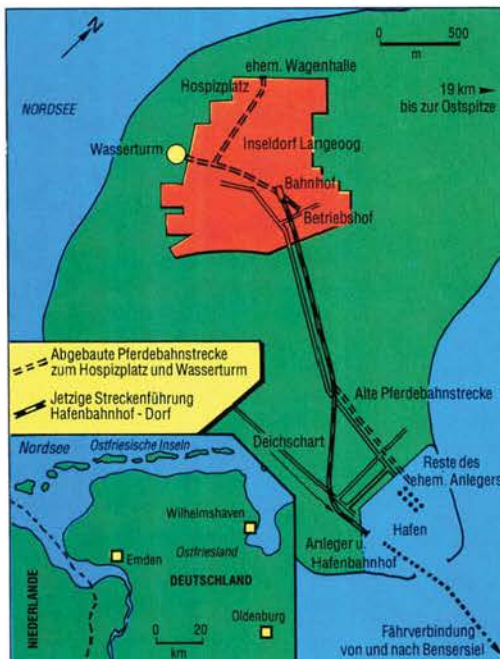 N
0 500
m
ehem. Wagenhalle
Hospizplatz
19 km
bis zur Ostspitze
NORDSEE
Wasserturm
Inseldorf Langeoog
Bahnhof
Betriebshof
Abgebaute Pferdebahnstrecke
zum Hospizplatz und Wasserturm
Jetzige Streckenführung
Hafenbahnhof - Dorf
Alte Pferdebahnstrecke
Deichschart
Reste des
ehem. Anlegers
Hafen
Anleger u.
Hafenbahnhof
Fährverbindung
von und nach Bensersiel
Nordsee
Ostfriesische Inseln
Wilhelmshaven
Emden
Ostfriesland
DEUTSCHLAND
NIEDERLANDE
Oldenburg
0 20
km